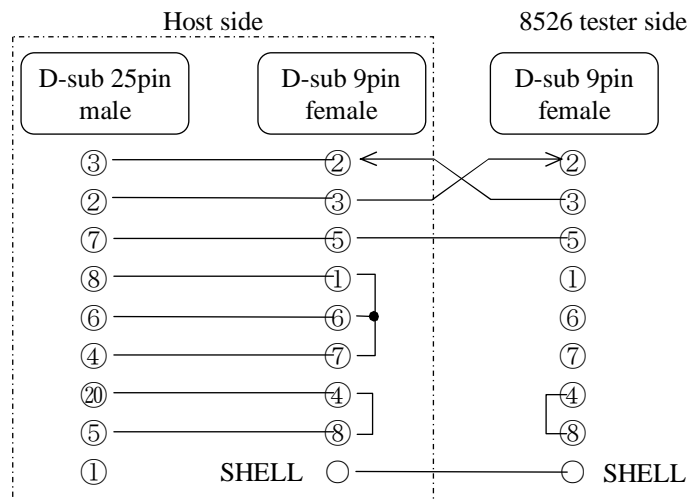 Host side 8526 tester side
D-sub 25pin male D-sub 9pin female D-sub 9pin female
③ ② ②
② ③ ③
⑦ ⑤ ⑤
⑧ ① ①
⑥ ⑥ ⑥
④ ⑦ ⑦
⑳ ④ ④
⑤ ⑧ ⑧
① SHELL SHELL